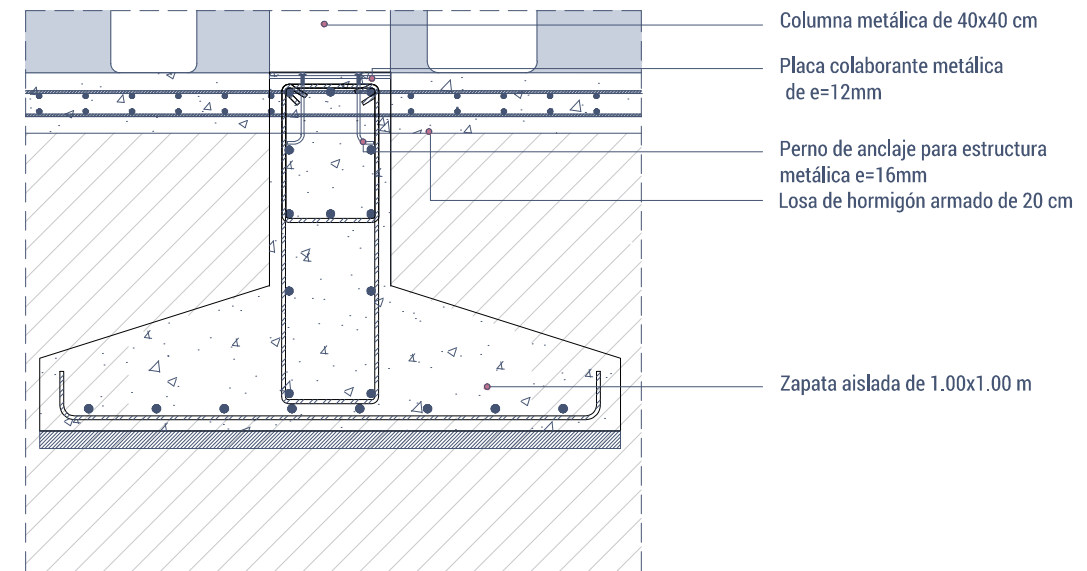 Columna metálica de 40x40 cm
Placa colaborante metálica
de e=12mm
Perno de anclaje para estructura
metálica e=16mm
Losa de hormigón armado de 20 cm
Zapata aislada de 1.00x1.00 m